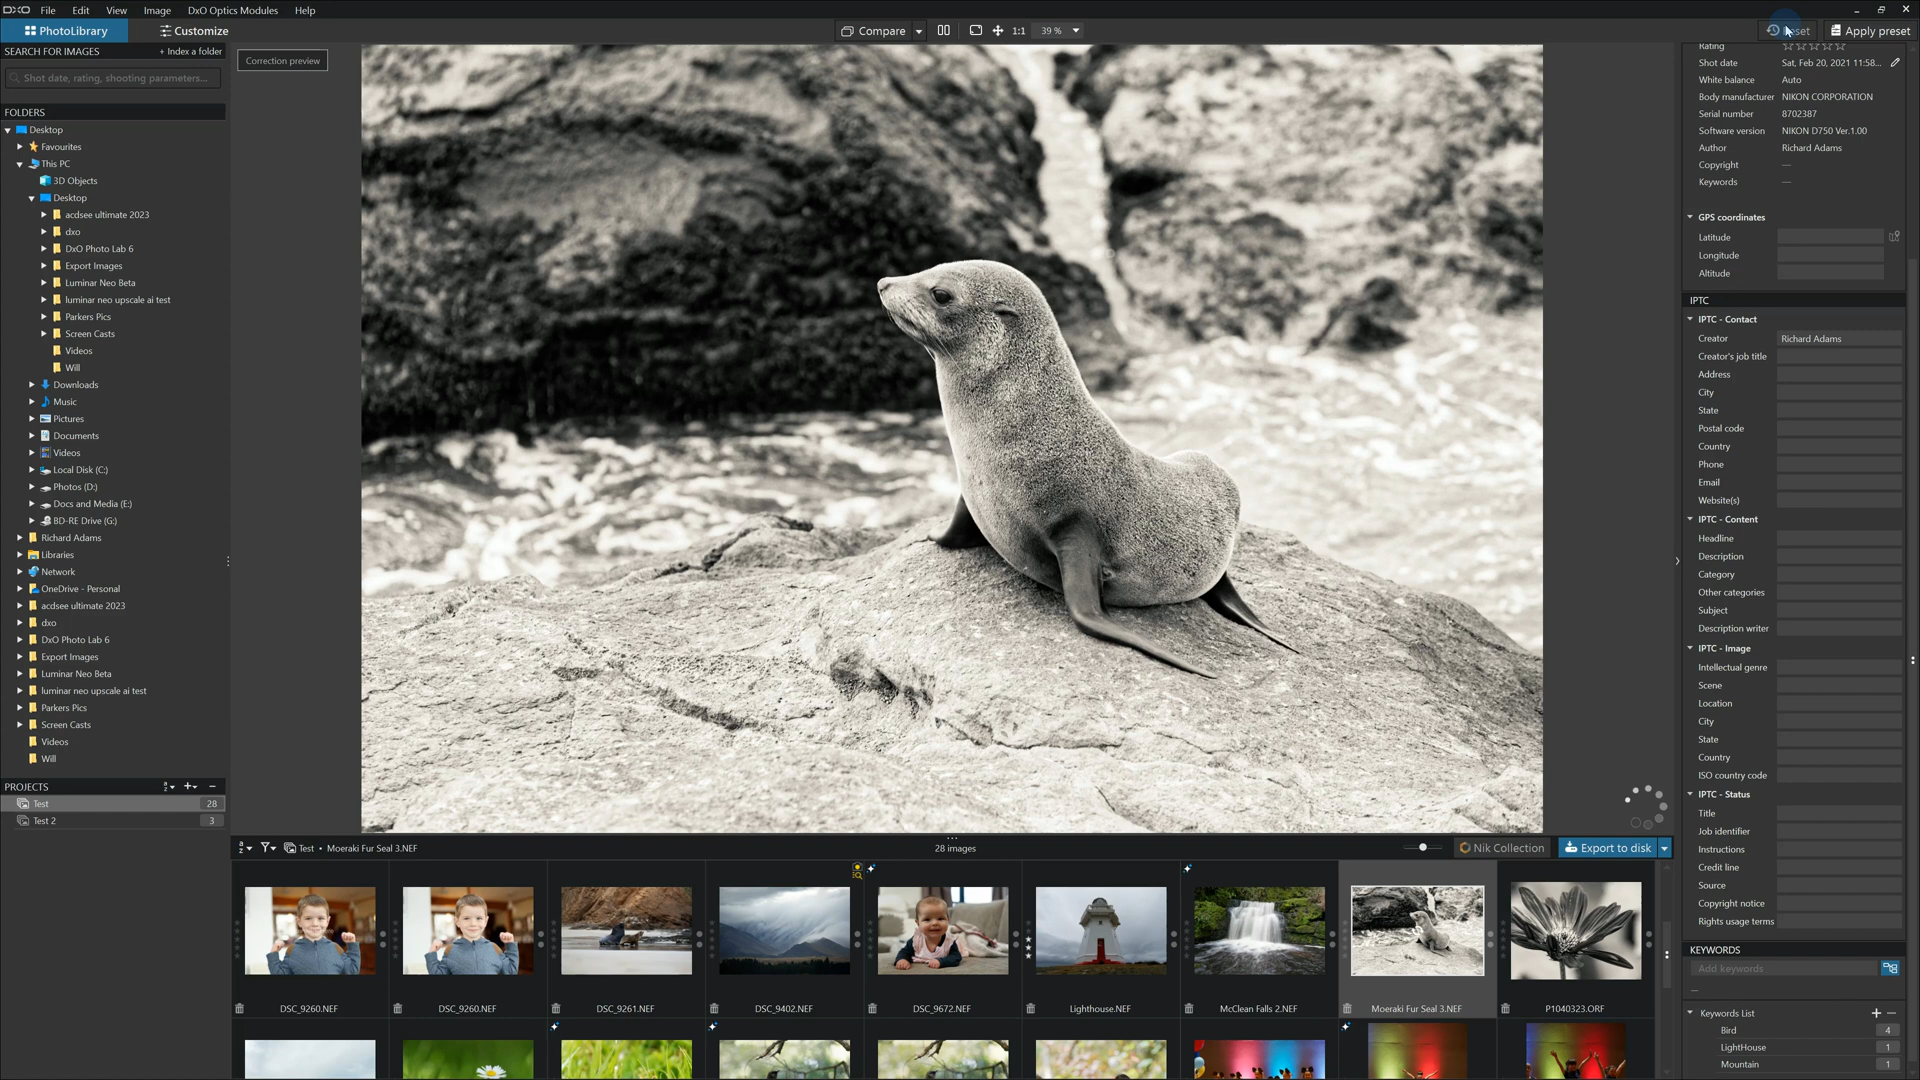 DXO File Edit View Image DxO Optics Modules Help
PhotoLibrary Customize Compare 1:1 39 % Apply preset
SEARCH FOR IMAGES + Index a folder
Shot date, rating, shooting parameters...
FOLDERS
Desktop
Favourites
This PC
3D Objects
Desktop
acdsee ultimate 2023
dxo
DxO Photo Lab 6
Export Images
Luminar Neo Beta
luminar neo upscale ai test
Parkers Pics
Screen Casts
Videos
Will
Downloads
Music
Pictures
Documents
Videos
Local Disk (C:)
Photos (D:)
Docs and Media (E:)
BD-RE Drive (G:)
Richard Adams
Libraries
Network
OneDrive - Personal
acdsee ultimate 2023
dxo
DxO Photo Lab 6
Export Images
Luminar Neo Beta
luminar neo upscale ai test
Parkers Pics
Screen Casts
Videos
Will
PROJECTS
Test 28
Test 2 3
Correction preview
Test • Moeraki Fur Seal 3.NEF 28 images Nik Collection Export to disk
DSC_9260.NEF DSC_9260.NEF DSC_9261.NEF DSC_9402.NEF DSC_9672.NEF Lighthouse.NEF McClean Falls 2.NEF Moeraki Fur Seal 3.NEF P1040323.ORF
Rating
Shot date Sat, Feb 20, 2021 11:58...
White balance Auto
Body manufacturer NIKON CORPORATION
Serial number 8702387
Software version NIKON D750 Ver.1.00
Author Richard Adams
Copyright —
Keywords —
GPS coordinates
Latitude
Longitude
Altitude
IPTC
IPTC - Contact
Creator Richard Adams
Creator's job title
Address
City
State
Postal code
Country
Phone
Email
Website(s)
IPTC - Content
Headline
Description
Category
Other categories
Subject
Description writer
IPTC - Image
Intellectual genre
Scene
Location
City
State
Country
ISO country code
IPTC - Status
Title
Job identifier
Instructions
Credit line
Source
Copyright notice
Rights usage terms
KEYWORDS
Add keywords
—
Keywords List
Bird 4
LightHouse 1
Mountain 1